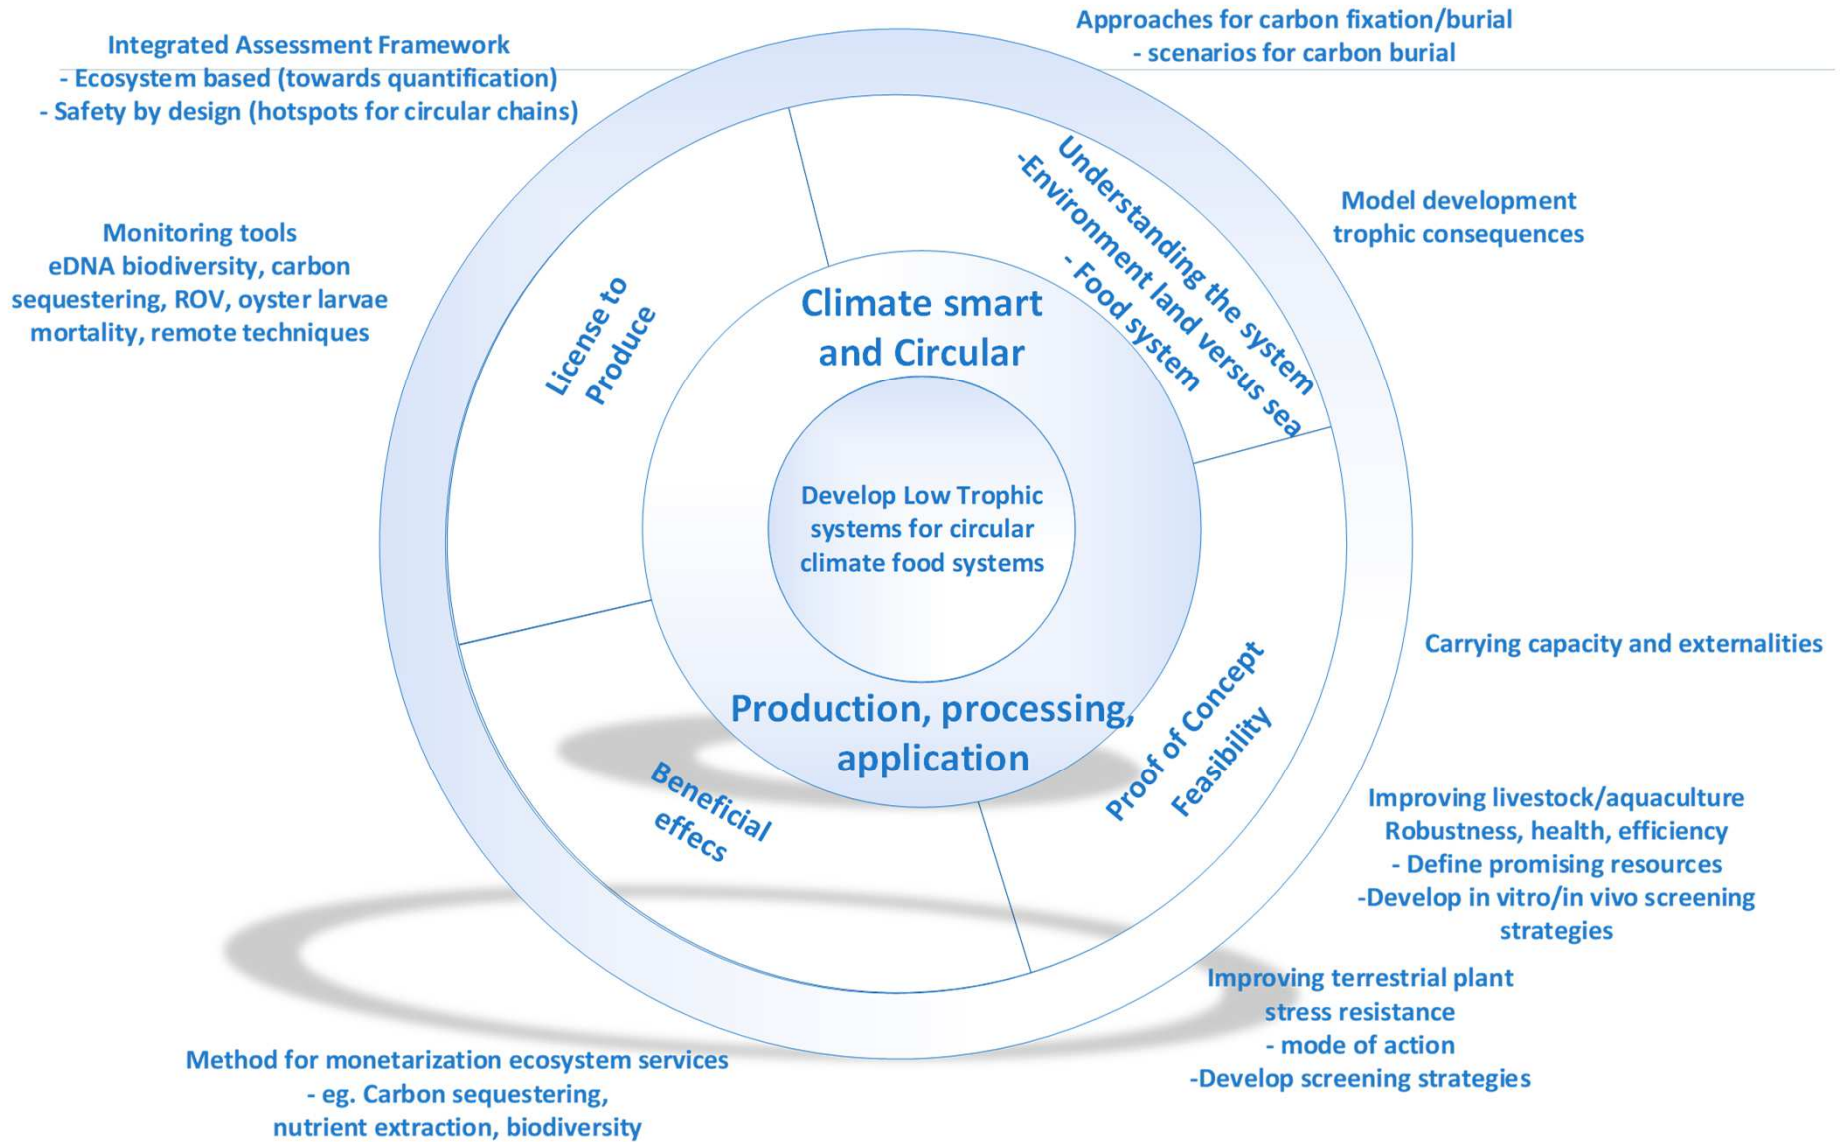 Integrated Assessment Framework
- Ecosystem based (towards quantification)
- Safety by design (hotspots for circular chains)
Approaches for carbon fixation/burial
- scenarios for carbon burial
Monitoring tools
eDNA biodiversity, carbon
sequestering, ROV, oyster larvae
mortality, remote techniques
Model development
trophic consequences
License to
Produce
Understanding the system
-Environment land versus sea
- Food system
Climate smart
and Circular
Develop Low Trophic
systems for circular
climate food systems
Production, processing,
application
Beneficial
effecs
Proof of Concept
Feasibility
Carrying capacity and externalities
Improving livestock/aquaculture
Robustness, health, efficiency
- Define promising resources
-Develop in vitro/in vivo screening
strategies
Improving terrestrial plant
stress resistance
- mode of action
-Develop screening strategies
Method for monetarization ecosystem services
- eg. Carbon sequestering,
nutrient extraction, biodiversity